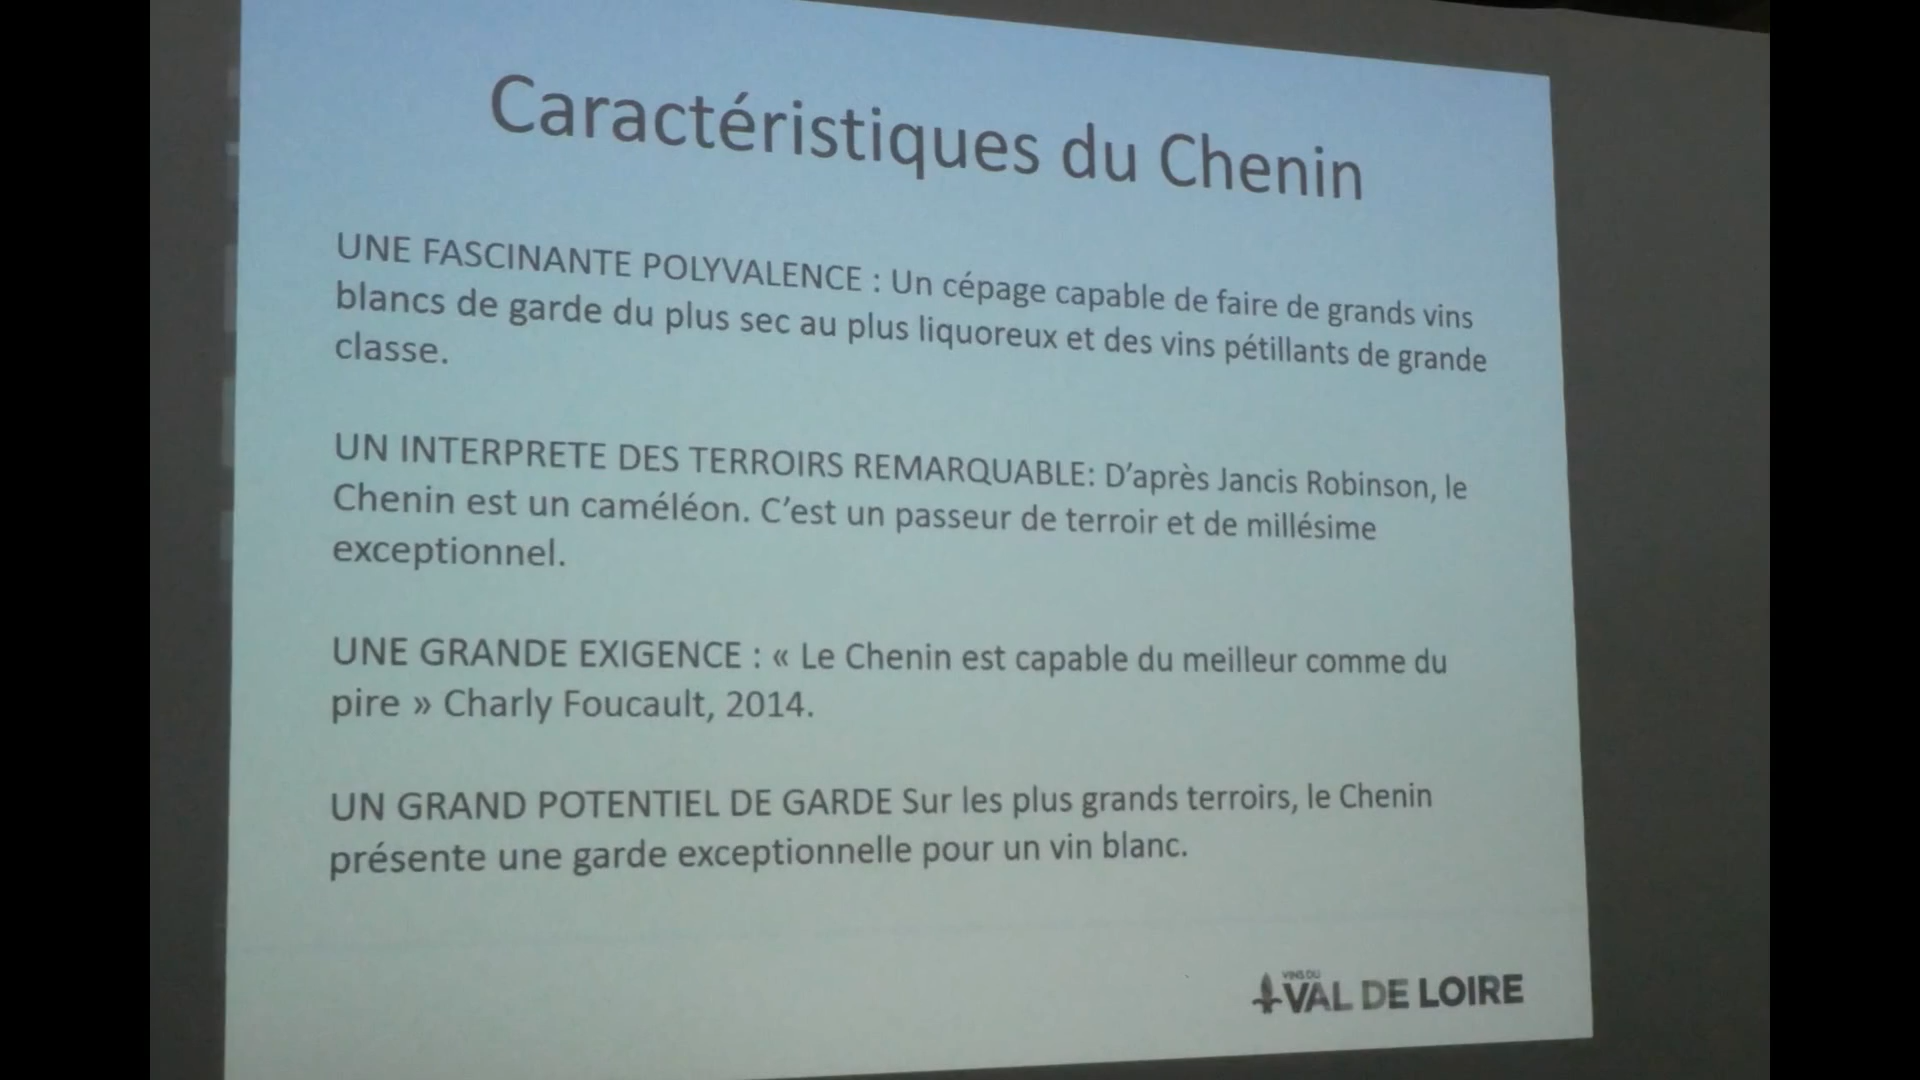 Caractéristiques du Chenin
UNE FASCINANTE POLYVALENCE : Un cépage capable de faire de grands vins
blancs de garde du plus sec au plus liquoreux et des vins pétillants de grande
classe.
UN INTERPRETE DES TERROIRS REMARQUABLE: D’après Jancis Robinson, le
Chenin est un caméléon. C’est un passeur de terroir et de millésime
exceptionnel.
UNE GRANDE EXIGENCE : « Le Chenin est capable du meilleur comme du
pire » Charly Foucault, 2014.
UN GRAND POTENTIEL DE GARDE Sur les plus grands terroirs, le Chenin
présente une garde exceptionnelle pour un vin blanc.
VINS DU
VAL DE LOIRE